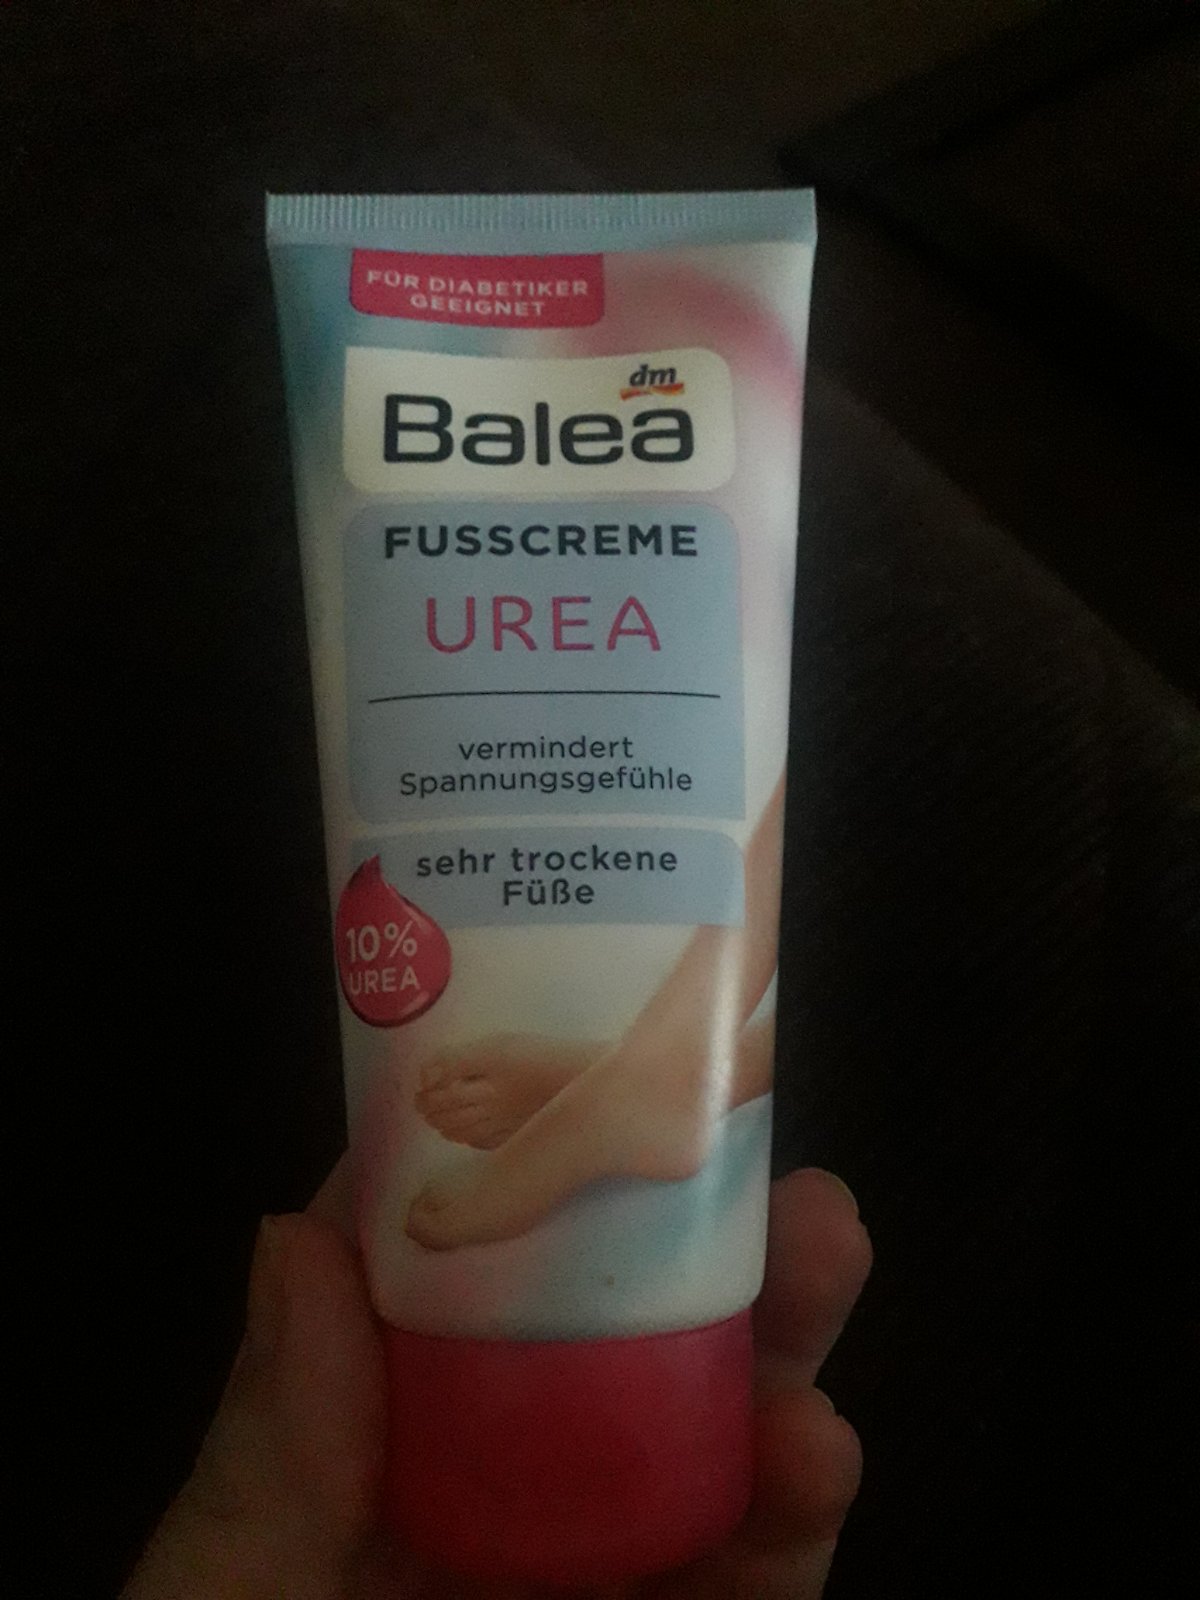 FÜR DIABETIKER
GEEIGNET
dm
Balea
FUSSCREME
UREA
vermindert
Spannungsgefühle
sehr trockene
Füße
10%
UREA